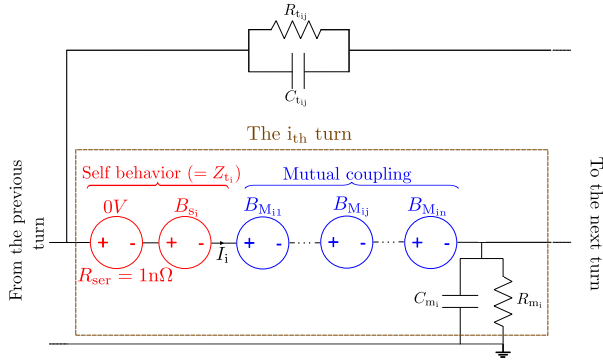 R_{t_{ij}}
C_{t_{ij}}
The i_{th} turn
Self behavior (= Z_{t_i})
Mutual coupling
0V
B_{s_i}
B_{M_{i1}}
B_{M_{ij}}
B_{M_{in}}
+ - + - + - + - + -
I_i
R_{ser} = 1nΩ
C_{m_i}
R_{m_i}
From the previous
turn
To the next turn